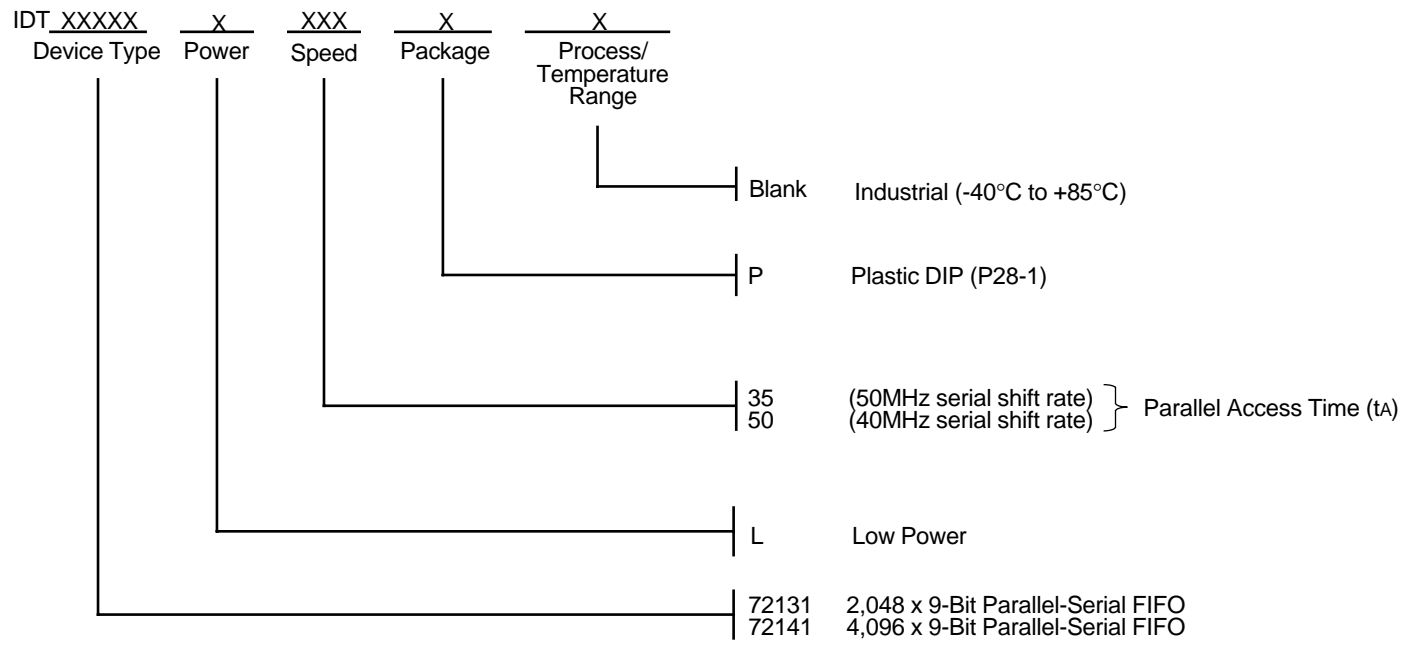 IDT XXXXX X XXX X X
Device Type Power Speed Package Process/
Temperature
Range
Blank Industrial (-40°C to +85°C)
P Plastic DIP (P28-1)
35 (50MHz serial shift rate)
50 (40MHz serial shift rate)
Parallel Access Time (tA)
L Low Power
72131 2,048 x 9-Bit Parallel-Serial FIFO
72141 4,096 x 9-Bit Parallel-Serial FIFO